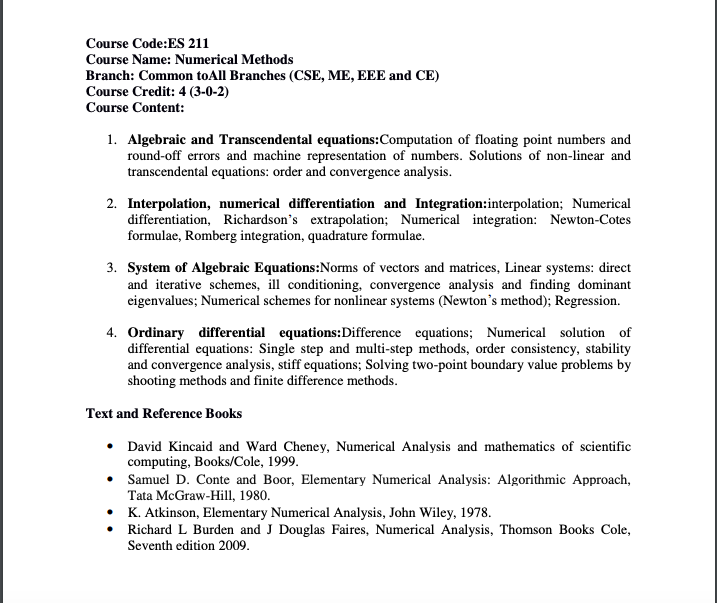 Course Code:ES 211
Course Name: Numerical Methods
Branch: Common toAll Branches (CSE, ME, EEE and CE)
Course Credit: 4 (3-0-2)
Course Content:
1. Algebraic and Transcendental equations:Computation of floating point numbers and
round-off errors and machine representation of numbers. Solutions of non-linear and
transcendental equations: order and convergence analysis.
2. Interpolation, numerical differentiation and Integration:interpolation; Numerical
differentiation, Richardson's extrapolation; Numerical integration: Newton-Cotes
formulae, Romberg integration, quadrature formulae.
3. System of Algebraic Equations:Norms of vectors and matrices, Linear systems: direct
and iterative schemes, ill conditioning, convergence analysis and finding dominant
eigenvalues; Numerical schemes for nonlinear systems (Newton's method); Regression.
4. Ordinary differential equations:Difference equations; Numerical solution of
differential equations: Single step and multi-step methods, order consistency, stability
and convergence analysis, stiff equations; Solving two-point boundary value problems by
shooting methods and finite difference methods.
Text and Reference Books
• David Kincaid and Ward Cheney, Numerical Analysis and mathematics of scientific
computing, Books/Cole, 1999.
• Samuel D. Conte and Boor, Elementary Numerical Analysis: Algorithmic Approach,
Tata McGraw-Hill, 1980.
• K. Atkinson, Elementary Numerical Analysis, John Wiley, 1978.
• Richard L Burden and J Douglas Faires, Numerical Analysis, Thomson Books Cole,
Seventh edition 2009.